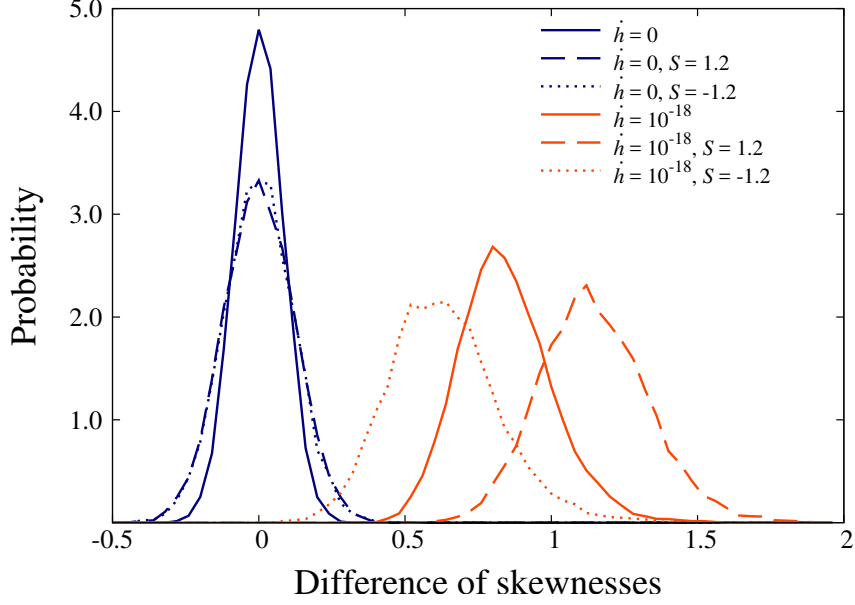 5.0
4.0
3.0
2.0
1.0
-0.5
0
0.5
1
1.5
2
Probability
Difference of skewnesses
ḣ = 0
ḣ = 0, S = 1.2
ḣ = 0, S = -1.2
ḣ = 10⁻¹⁸
ḣ = 10⁻¹⁸, S = 1.2
ḣ = 10⁻¹⁸, S = -1.2